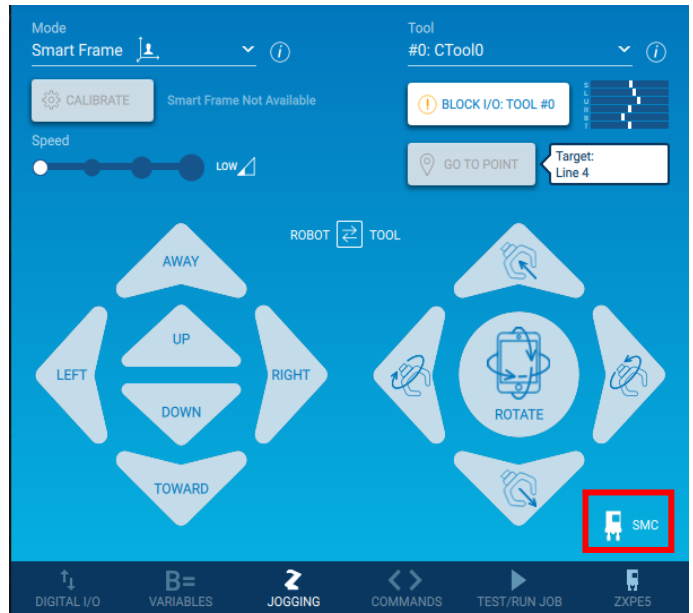 Mode
Smart Frame
Tool
#0: CTool0
CALIBRATE
Smart Frame Not Available
BLOCK I/O: TOOL #0
S
L
U
R
B
T
Speed
LOW
GO TO POINT
Target:
Line 4
ROBOT
TOOL
AWAY
UP
LEFT
RIGHT
DOWN
TOWARD
ROTATE
SMC
DIGITAL I/O
B=
VARIABLES
JOGGING
COMMANDS
TEST/RUN JOB
ZXPE5